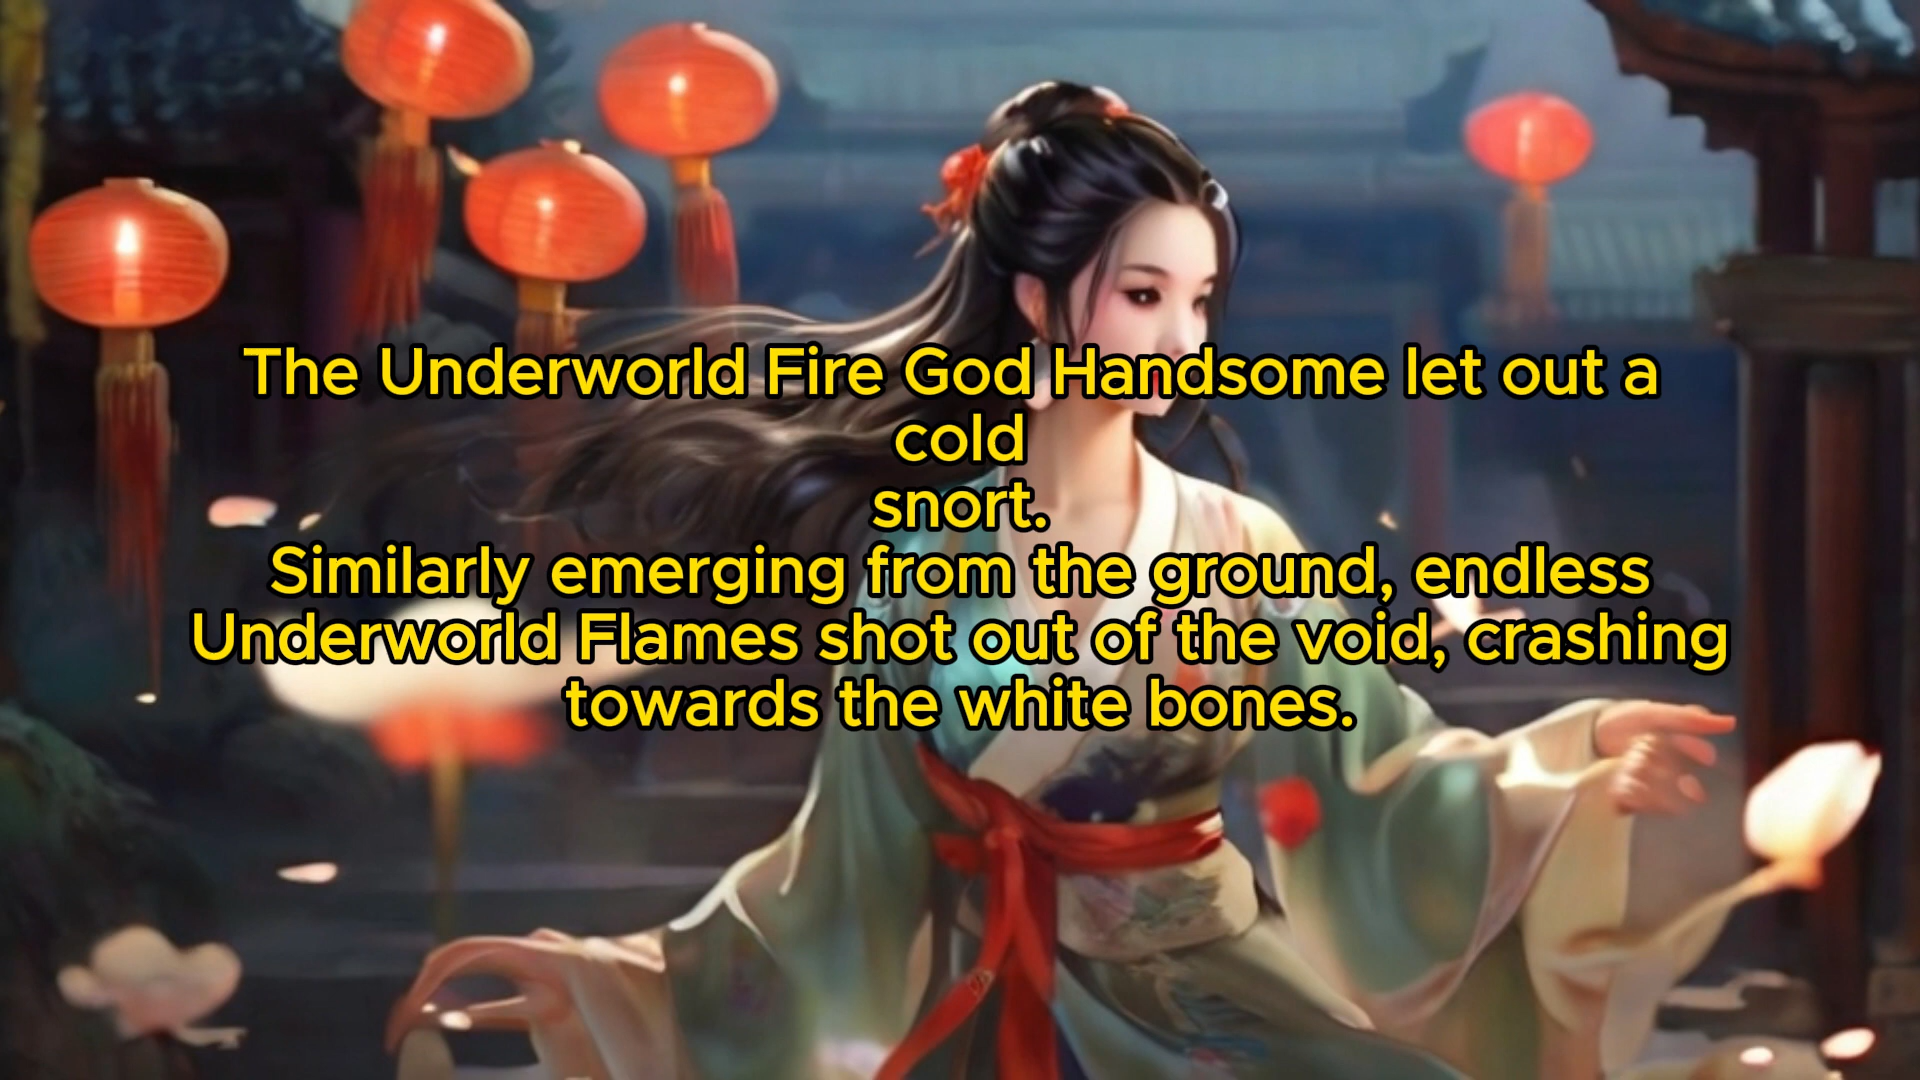 The Underworld Fire God Handsome let out a
cold
snort.
Similarly emerging from the ground, endless
Underworld Flames shot out of the void, crashing
towards the white bones.